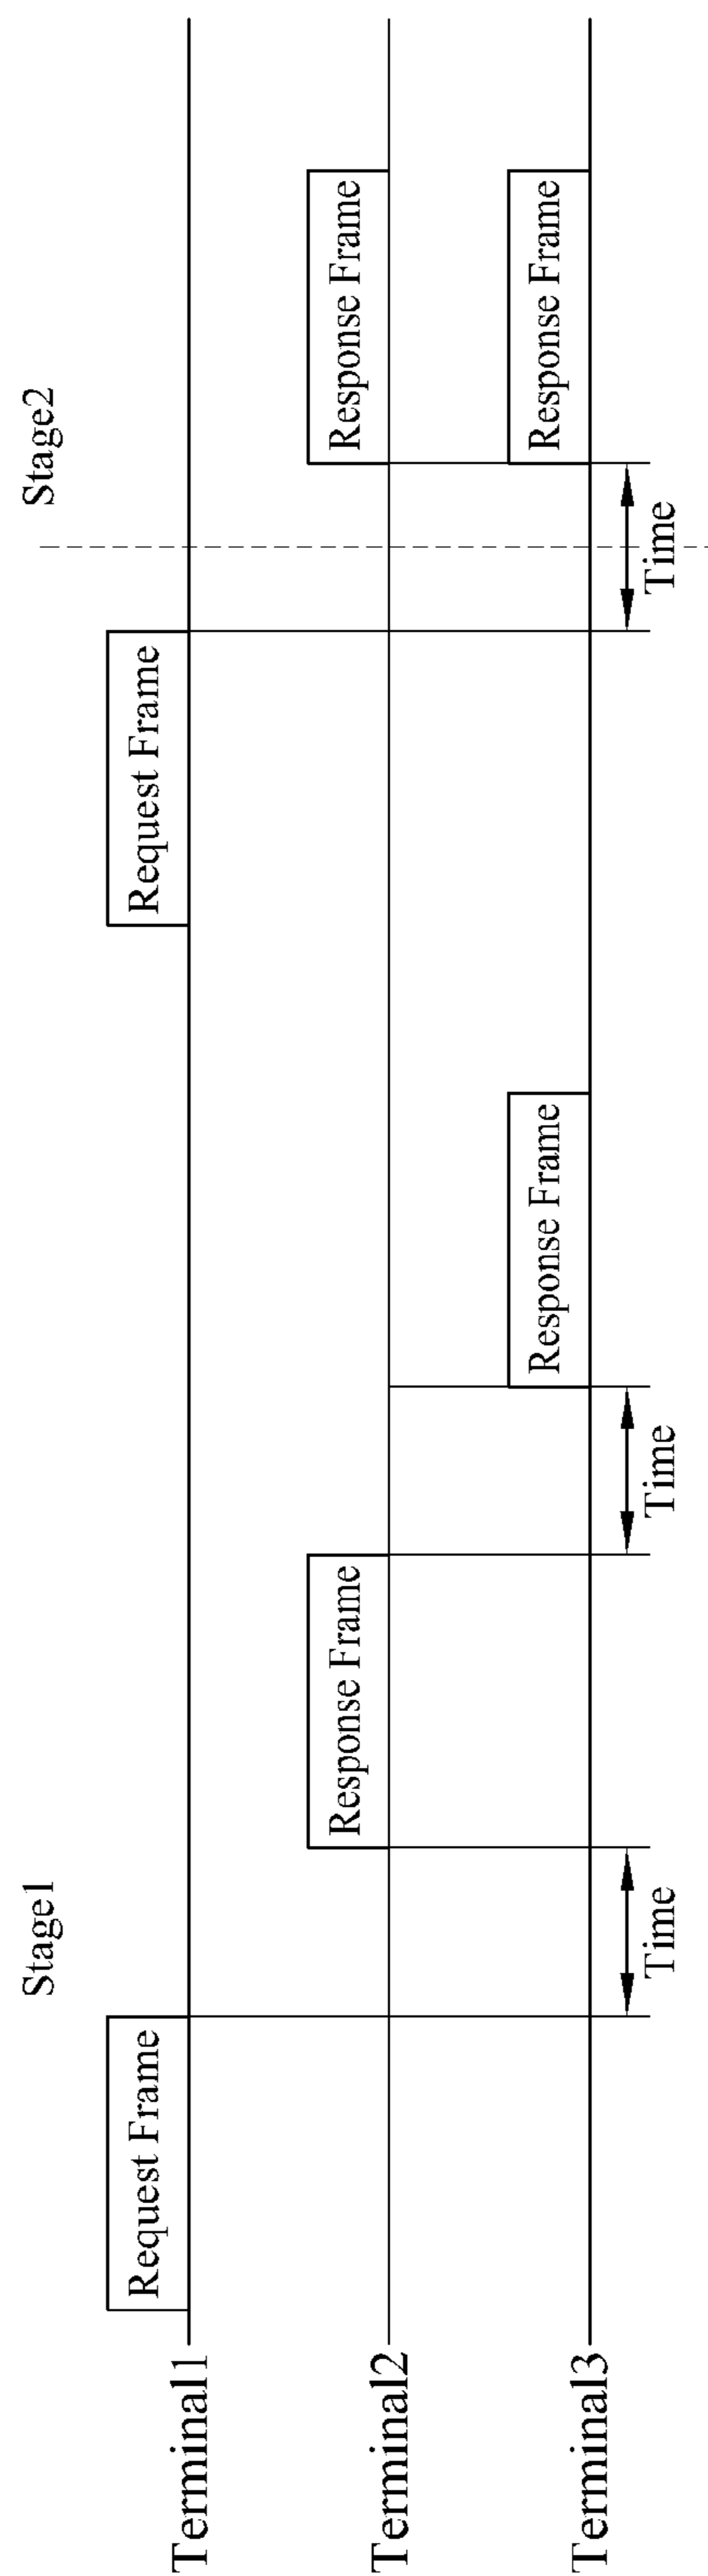 Stage1
Stage2
Terminal1
Request Frame
Request Frame
Terminal2
Response Frame
Response Frame
Terminal3
Response Frame
Response Frame
Time
Time
Time